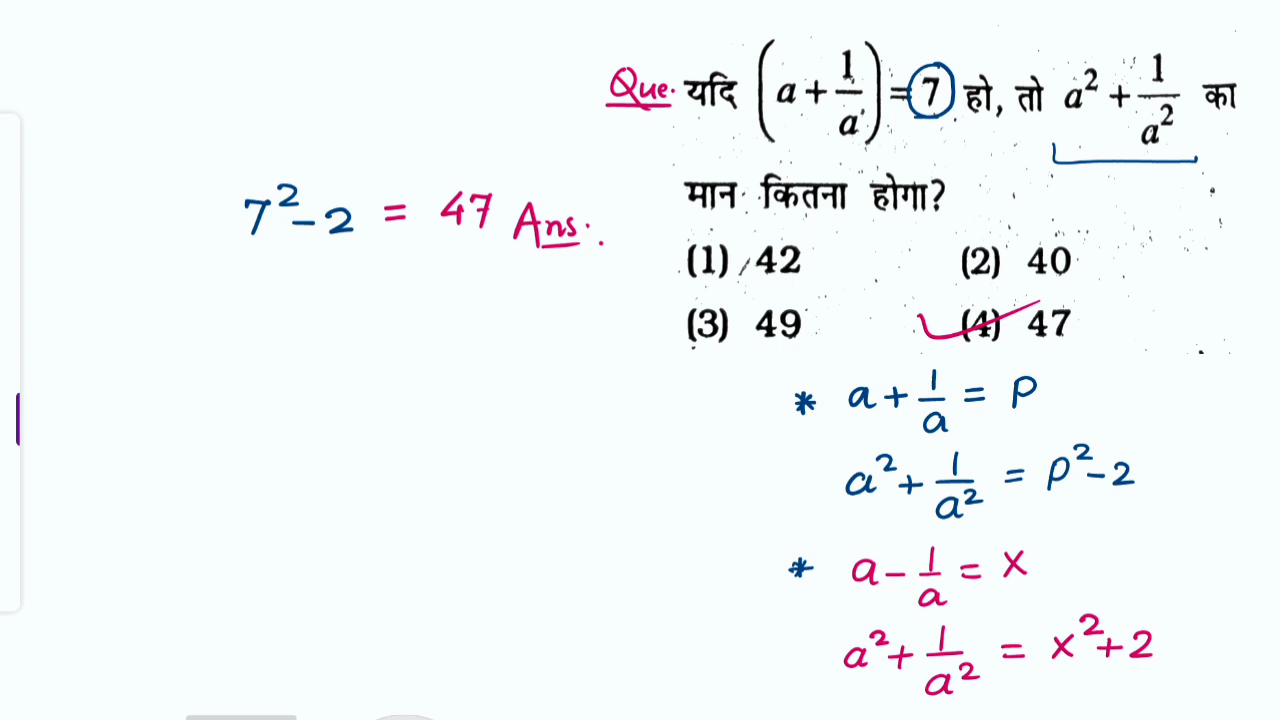 Que. यदि (a + 1/a) = 7 हो, तो a² + 1/a² का
मान कितना होगा?
7² - 2 = 47 Ans.
(1) 42 (2) 40
(3) 49 (4) 47
* a + 1/a = p
a² + 1/a² = p² - 2
* a - 1/a = x
a² + 1/a² = x² + 2